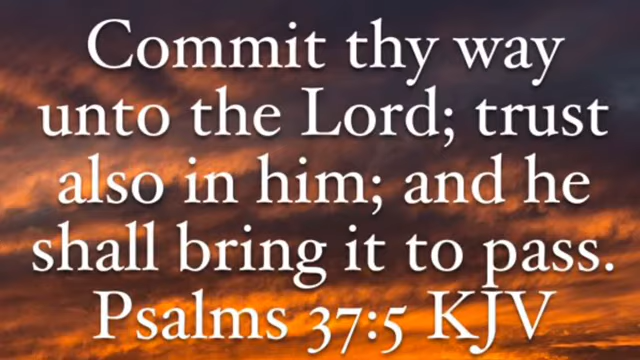 Commit thy way
unto the Lord; trust
also in him; and he
shall bring it to pass.
Psalms 37:5 KJV